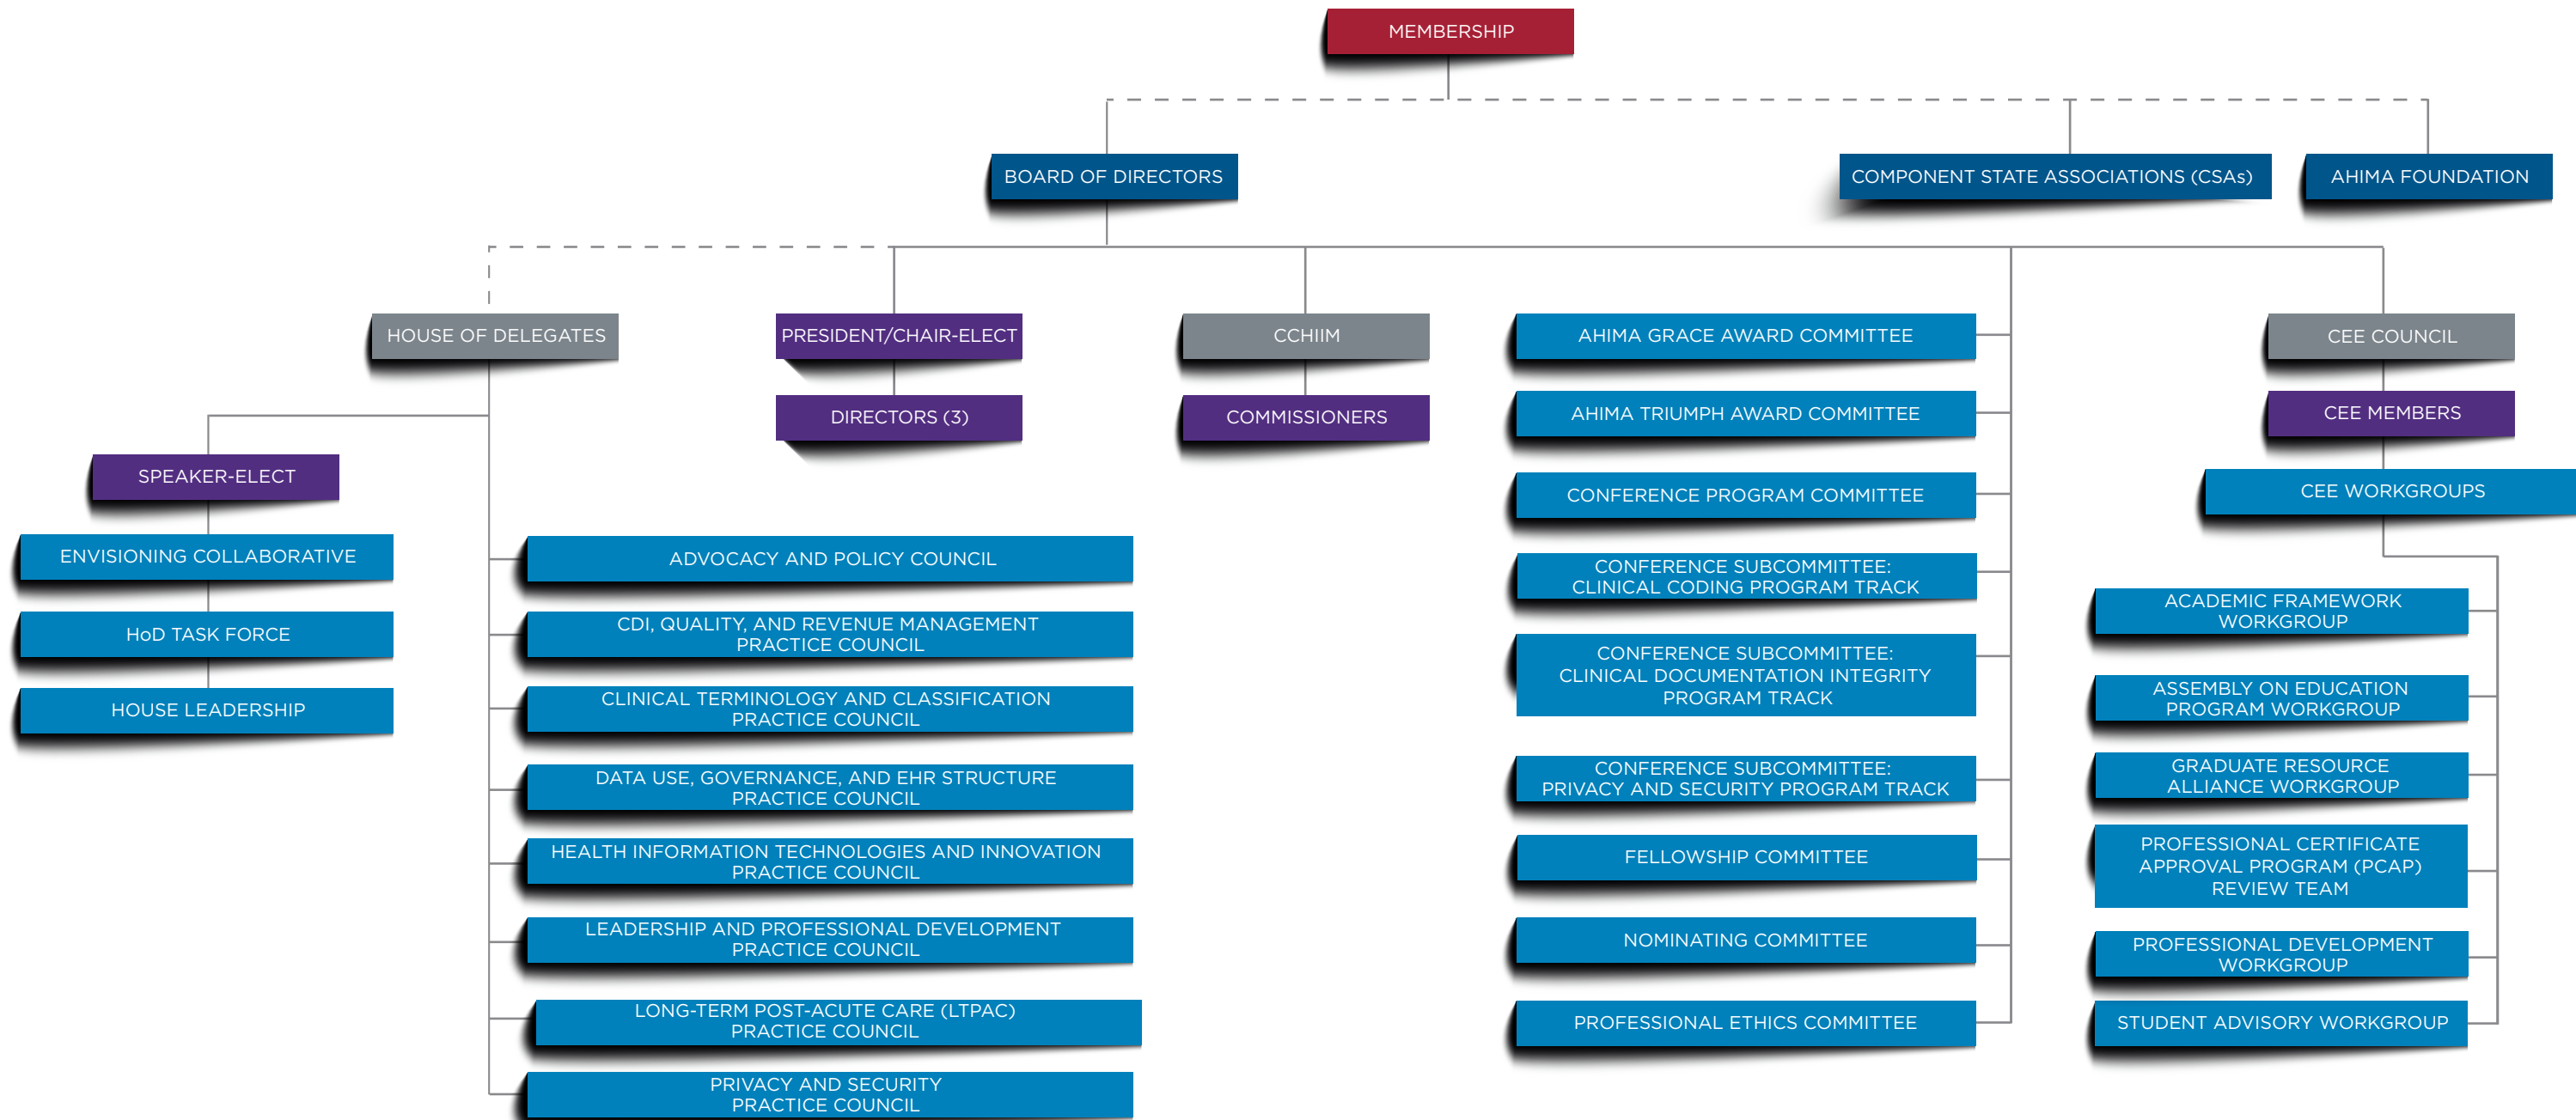 MEMBERSHIP
BOARD OF DIRECTORS
COMPONENT STATE ASSOCIATIONS (CSAs)
AHIMA FOUNDATION
HOUSE OF DELEGATES
SPEAKER-ELECT
ENVISIONING COLLABORATIVE
HoD TASK FORCE
HOUSE LEADERSHIP
ADVOCACY AND POLICY COUNCIL
CDI, QUALITY, AND REVENUE MANAGEMENT
PRACTICE COUNCIL
CLINICAL TERMINOLOGY AND CLASSIFICATION
PRACTICE COUNCIL
DATA USE, GOVERNANCE, AND EHR STRUCTURE
PRACTICE COUNCIL
HEALTH INFORMATION TECHNOLOGIES AND INNOVATION
PRACTICE COUNCIL
LEADERSHIP AND PROFESSIONAL DEVELOPMENT
PRACTICE COUNCIL
LONG-TERM POST-ACUTE CARE (LTPAC)
PRACTICE COUNCIL
PRIVACY AND SECURITY
PRACTICE COUNCIL
PRESIDENT/CHAIR-ELECT
DIRECTORS (3)
CCHIIM
COMMISSIONERS
AHIMA GRACE AWARD COMMITTEE
AHIMA TRIUMPH AWARD COMMITTEE
CONFERENCE PROGRAM COMMITTEE
CONFERENCE SUBCOMMITTEE:
CLINICAL CODING PROGRAM TRACK
CONFERENCE SUBCOMMITTEE:
CLINICAL DOCUMENTATION INTEGRITY
PROGRAM TRACK
CONFERENCE SUBCOMMITTEE:
PRIVACY AND SECURITY PROGRAM TRACK
FELLOWSHIP COMMITTEE
NOMINATING COMMITTEE
PROFESSIONAL ETHICS COMMITTEE
CEE COUNCIL
CEE MEMBERS
CEE WORKGROUPS
ACADEMIC FRAMEWORK
WORKGROUP
ASSEMBLY ON EDUCATION
PROGRAM WORKGROUP
GRADUATE RESOURCE
ALLIANCE WORKGROUP
PROFESSIONAL CERTIFICATE
APPROVAL PROGRAM (PCAP)
REVIEW TEAM
PROFESSIONAL DEVELOPMENT
WORKGROUP
STUDENT ADVISORY WORKGROUP